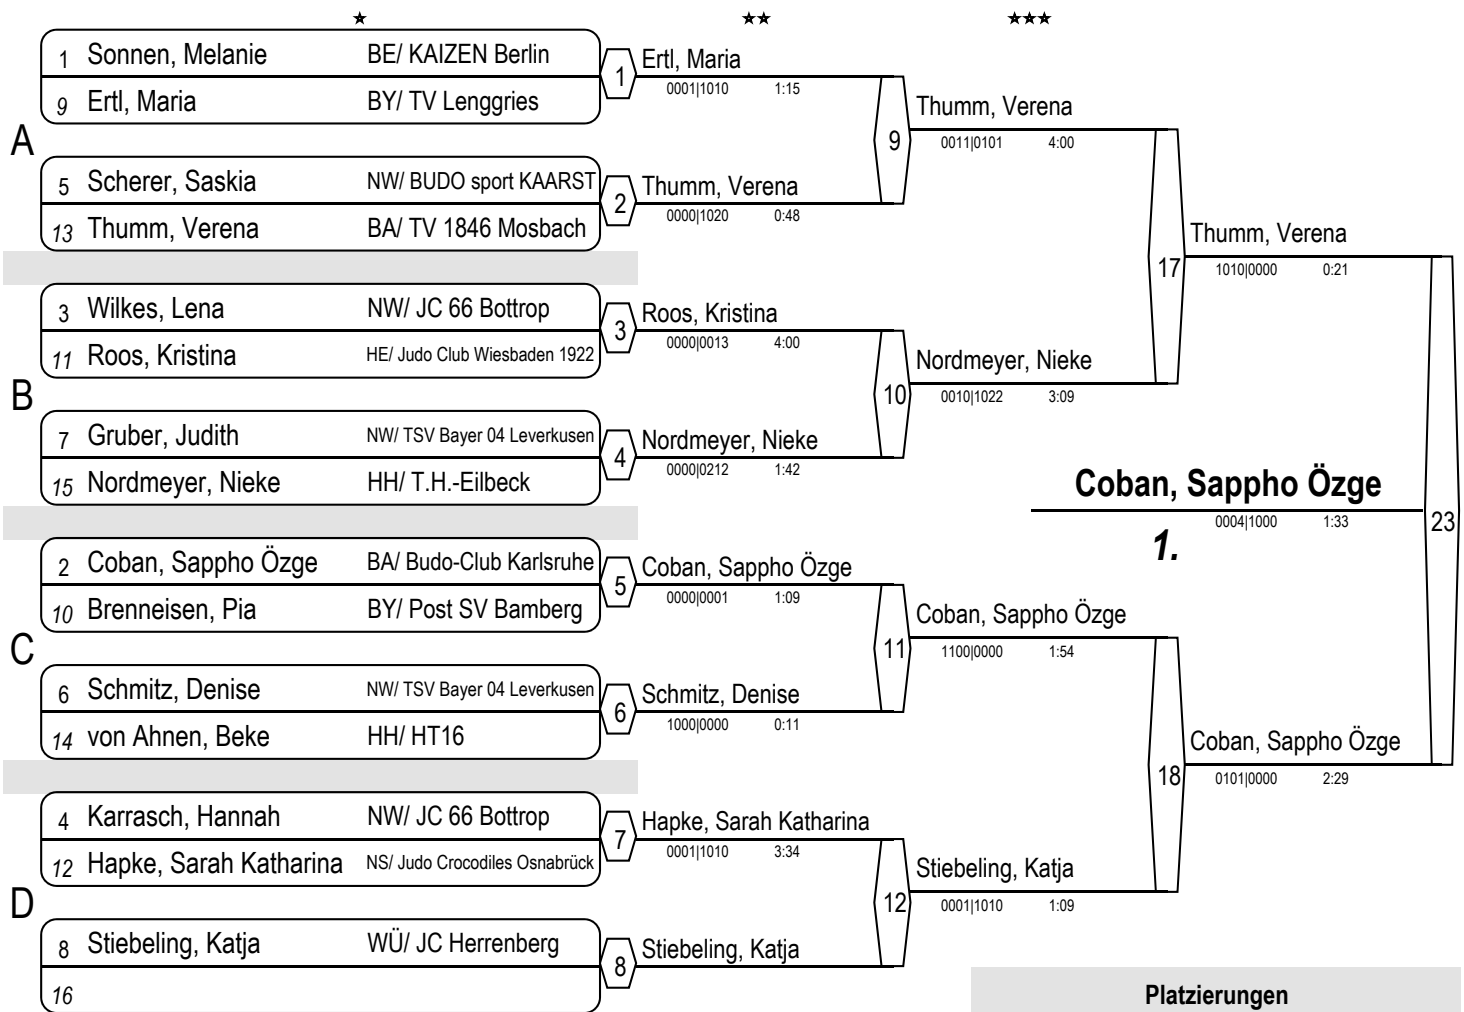 1 Sonnen, Melanie BE/ KAIZEN Berlin
9 Ertl, Maria BY/ TV Lenggries
A
5 Scherer, Saskia NW/ BUDO sport KAARST
13 Thumm, Verena BA/ TV 1846 Mosbach
3 Wilkes, Lena NW/ JC 66 Bottrop
11 Roos, Kristina HE/ Judo Club Wiesbaden 1922
B
7 Gruber, Judith NW/ TSV Bayer 04 Leverkusen
15 Nordmeyer, Nieke HH/ T.H.-Eilbeck
2 Coban, Sappho Özge BA/ Budo-Club Karlsruhe
10 Brenneisen, Pia BY/ Post SV Bamberg
C
6 Schmitz, Denise NW/ TSV Bayer 04 Leverkusen
14 von Ahnen, Beke HH/ HT16
4 Karrasch, Hannah NW/ JC 66 Bottrop
12 Hapke, Sarah Katharina NS/ Judo Crocodiles Osnabrück
D
8 Stiebeling, Katja WÜ/ JC Herrenberg
16
1 Ertl, Maria
0001|1010 1:15
2 Thumm, Verena
0000|1020 0:48
3 Roos, Kristina
0000|0013 4:00
4 Nordmeyer, Nieke
0000|0212 1:42
5 Coban, Sappho Özge
0000|0001 1:09
6 Schmitz, Denise
1000|0000 0:11
7 Hapke, Sarah Katharina
0001|1010 3:34
8 Stiebeling, Katja
9 Thumm, Verena
0011|0101 4:00
10 Nordmeyer, Nieke
0010|1022 3:09
11 Coban, Sappho Özge
1100|0000 1:54
12 Stiebeling, Katja
0001|1010 1:09
17 Thumm, Verena
1010|0000 0:21
18 Coban, Sappho Özge
0101|0000 2:29
Coban, Sappho Özge
0004|1000 1:33 23
1.
Platzierungen